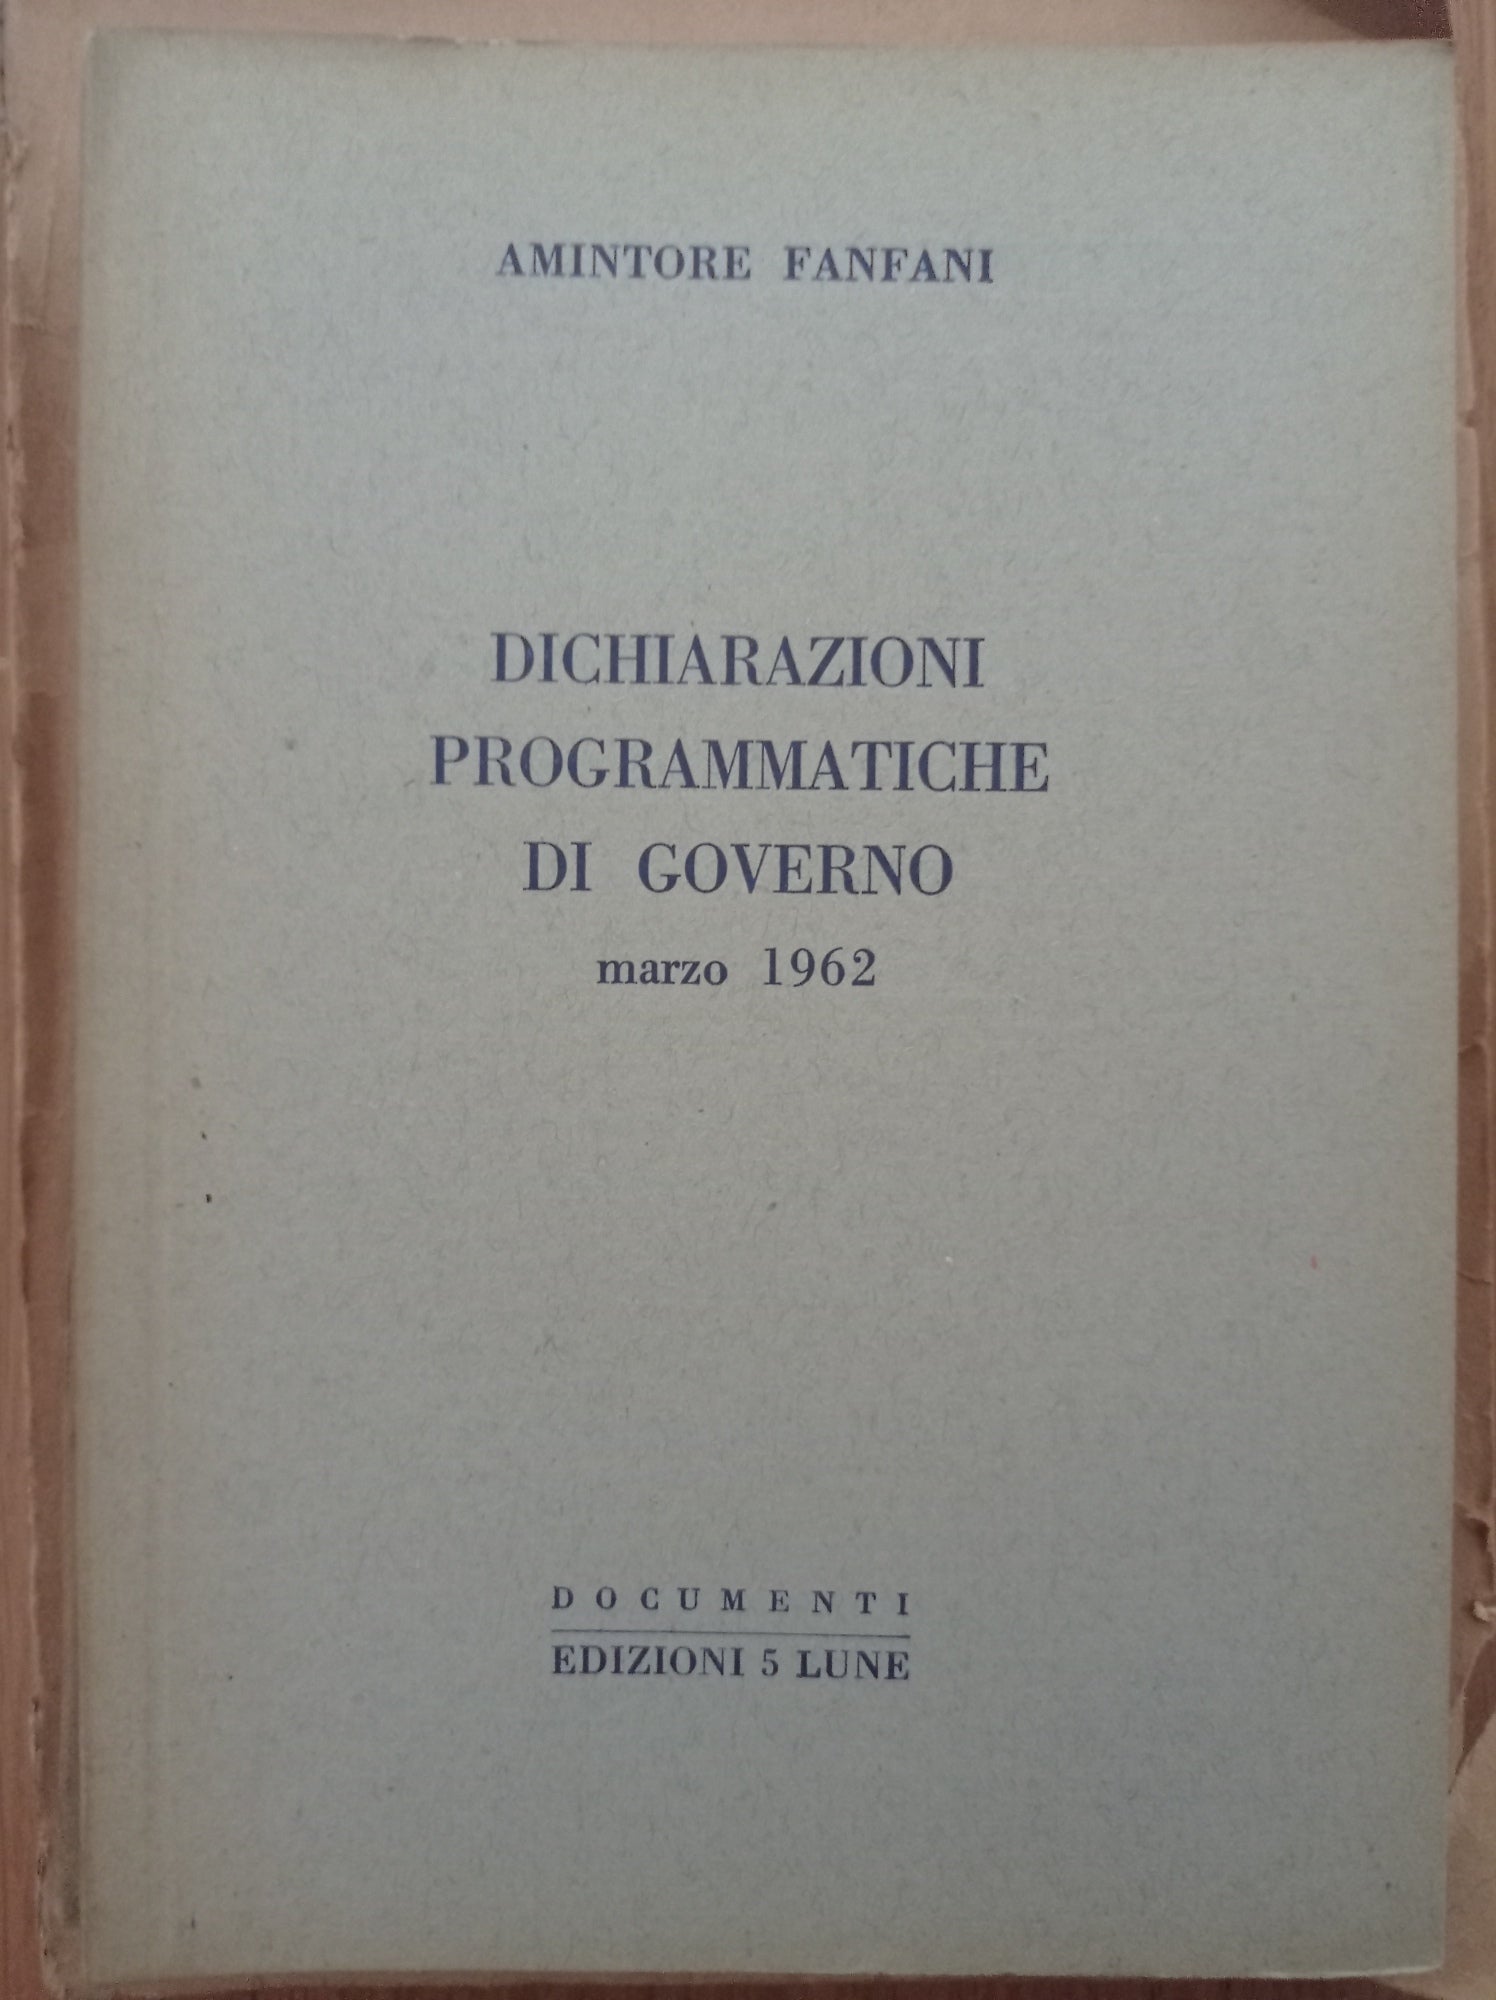 AMINTORE FANFANI
DICHIARAZIONI
PROGRAMMATICHE
DI GOVERNO
marzo 1962
DOCUMENTI
EDIZIONI 5 LUNE